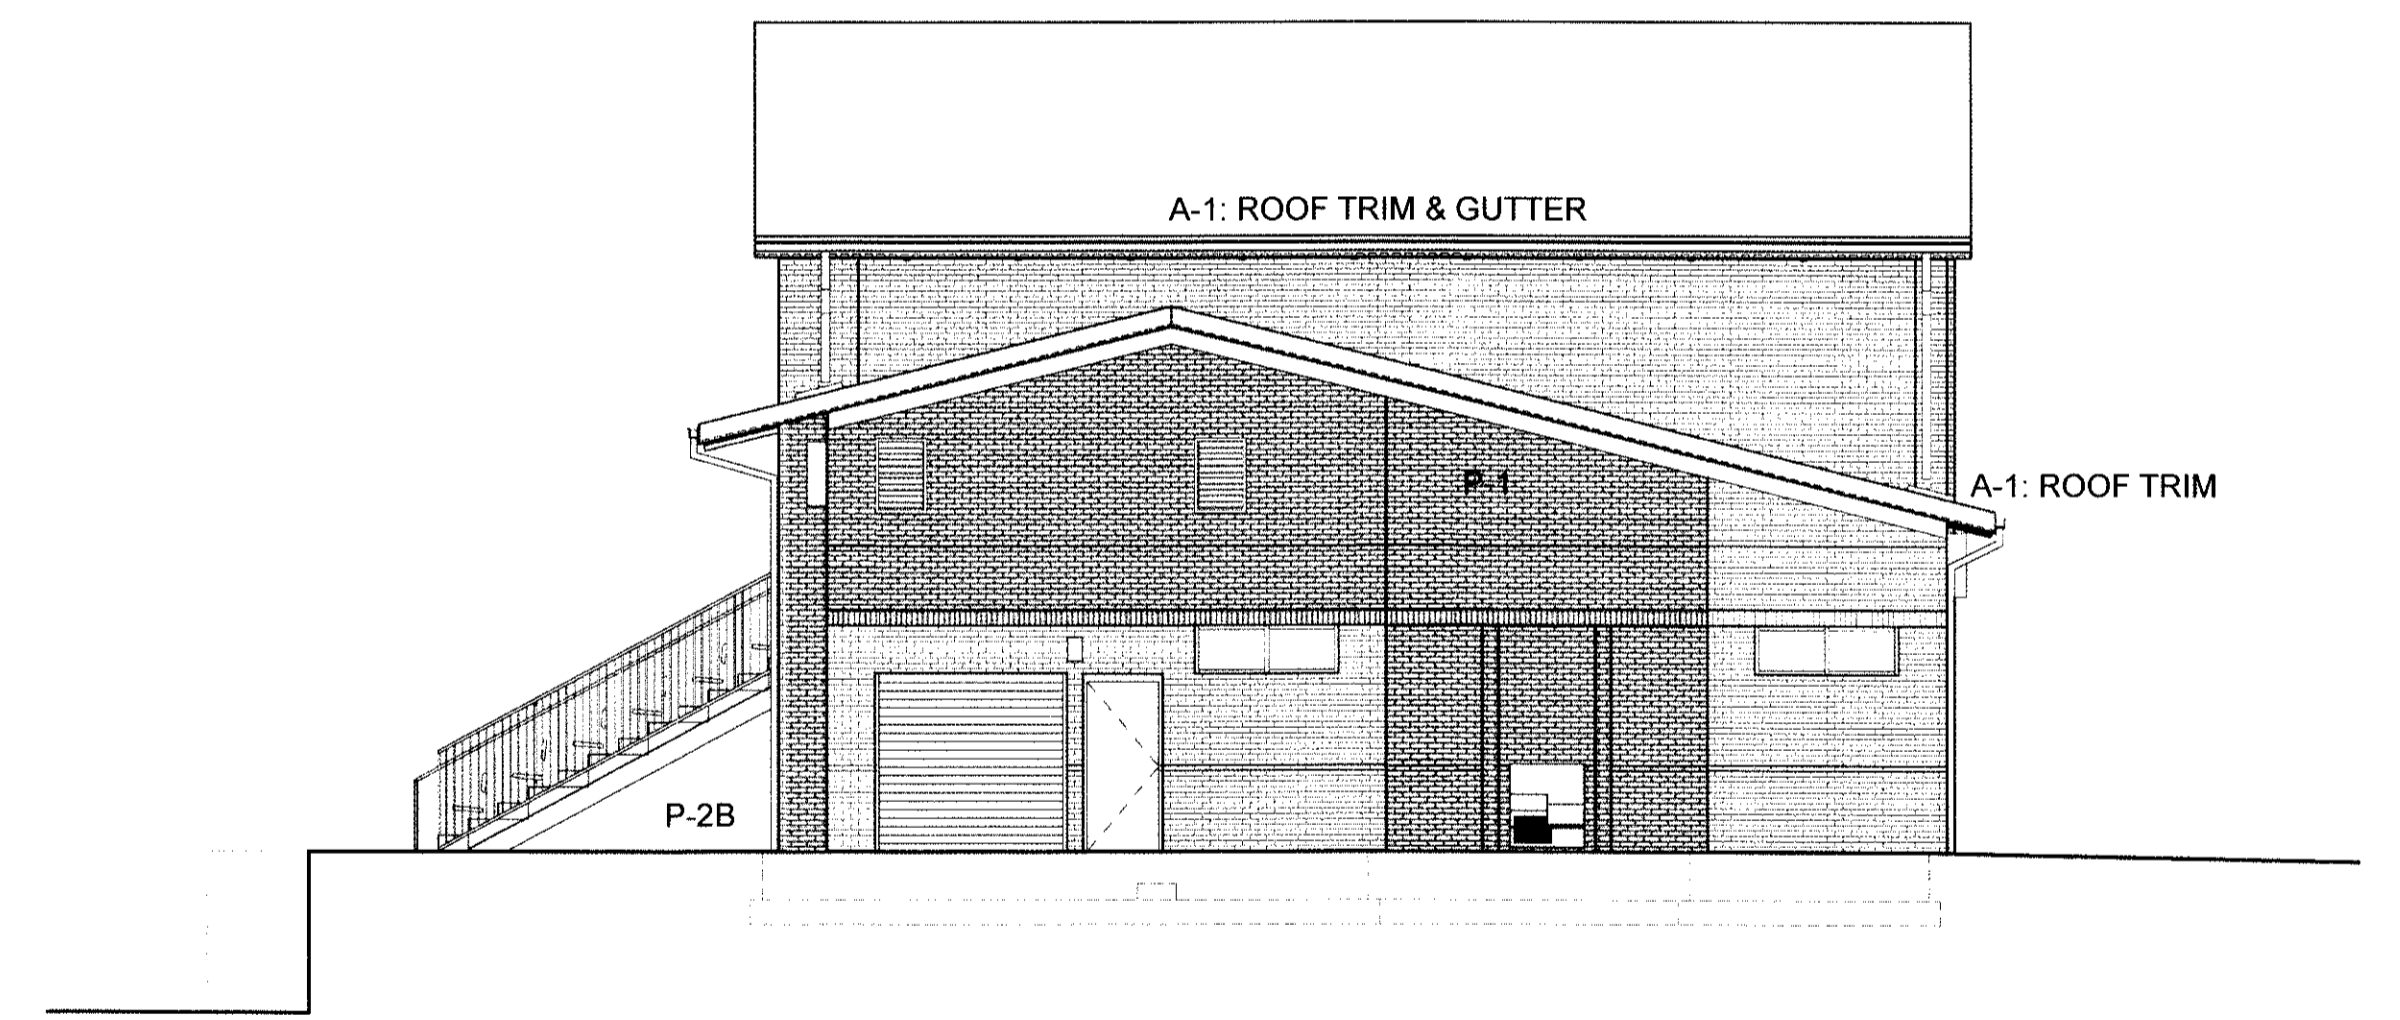 A-1: ROOF TRIM & GUTTER
P-1
A-1: ROOF TRIM
P-2B